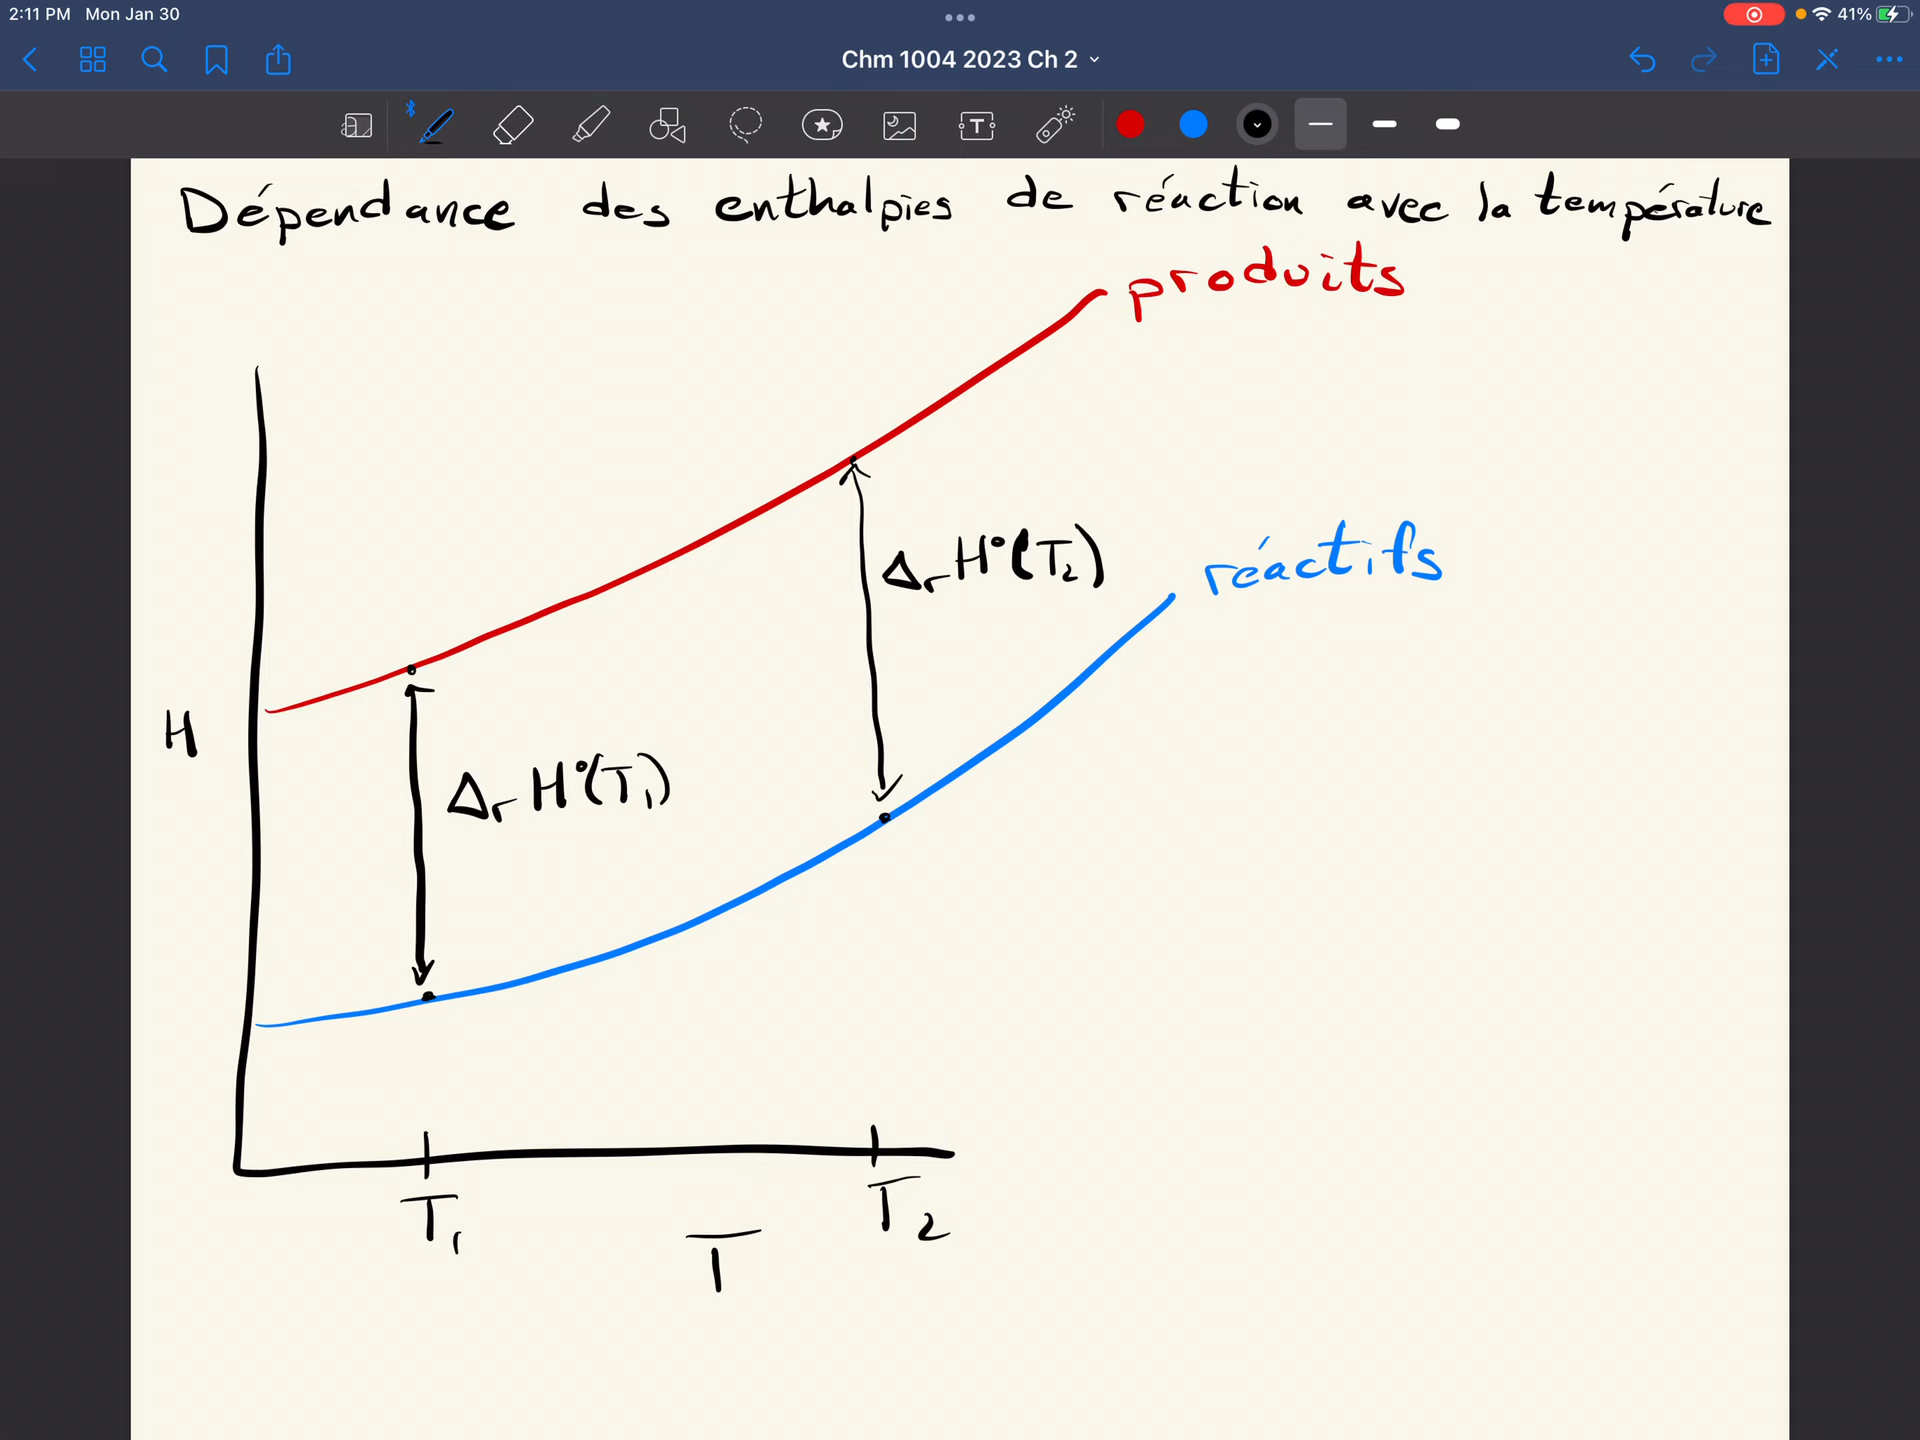 2:11 PM Mon Jan 30
41%
Chm 1004 2023 Ch 2
Dépendance des enthalpies de réaction avec la température
produits
ΔrH°(T₂)
réactifs
H
ΔrH°(T₁)
T₁
T₂
T